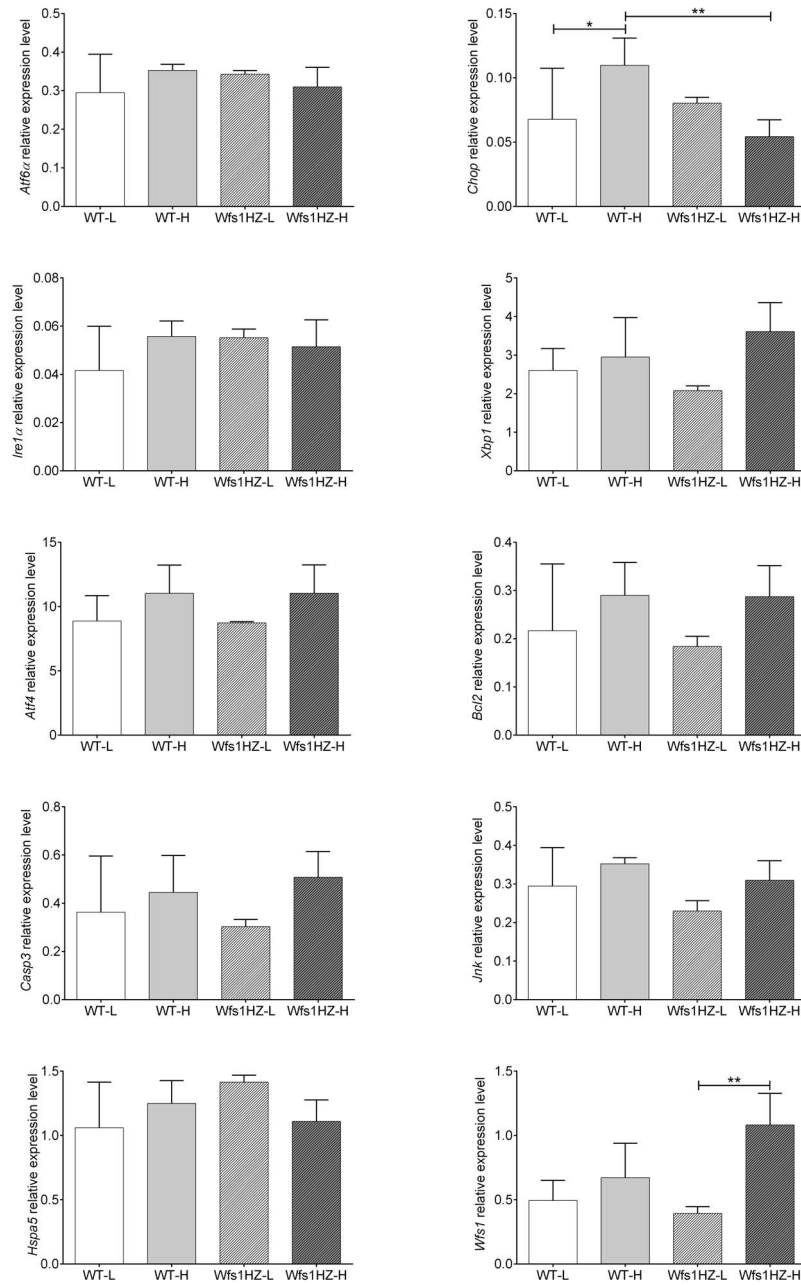 Atf6α relative expression level
0.5
0.4
0.3
0.2
0.1
0.0
WT-L WT-H Wfs1HZ-L Wfs1HZ-H
Chop relative expression level
0.15
0.10
0.05
0.00
*
**
WT-L WT-H Wfs1HZ-L Wfs1HZ-H
Ire1α relative expression level
0.08
0.06
0.04
0.02
0.00
WT-L WT-H Wfs1HZ-L Wfs1HZ-H
Xbp1 relative expression level
5
4
3
2
1
0
WT-L WT-H Wfs1HZ-L Wfs1HZ-H
Atf4 relative expression level
15
10
5
0
WT-L WT-H Wfs1HZ-L Wfs1HZ-H
Bcl2 relative expression level
0.4
0.3
0.2
0.1
0.0
WT-L WT-H Wfs1HZ-L Wfs1HZ-H
Casp3 relative expression level
0.8
0.6
0.4
0.2
0.0
WT-L WT-H Wfs1HZ-L Wfs1HZ-H
Jnk relative expression level
0.5
0.4
0.3
0.2
0.1
0.0
WT-L WT-H Wfs1HZ-L Wfs1HZ-H
Hspa5 relative expression level
1.5
1.0
0.5
0.0
WT-L WT-H Wfs1HZ-L Wfs1HZ-H
Wfs1 relative expression level
1.5
1.0
0.5
0.0
**
WT-L WT-H Wfs1HZ-L Wfs1HZ-H